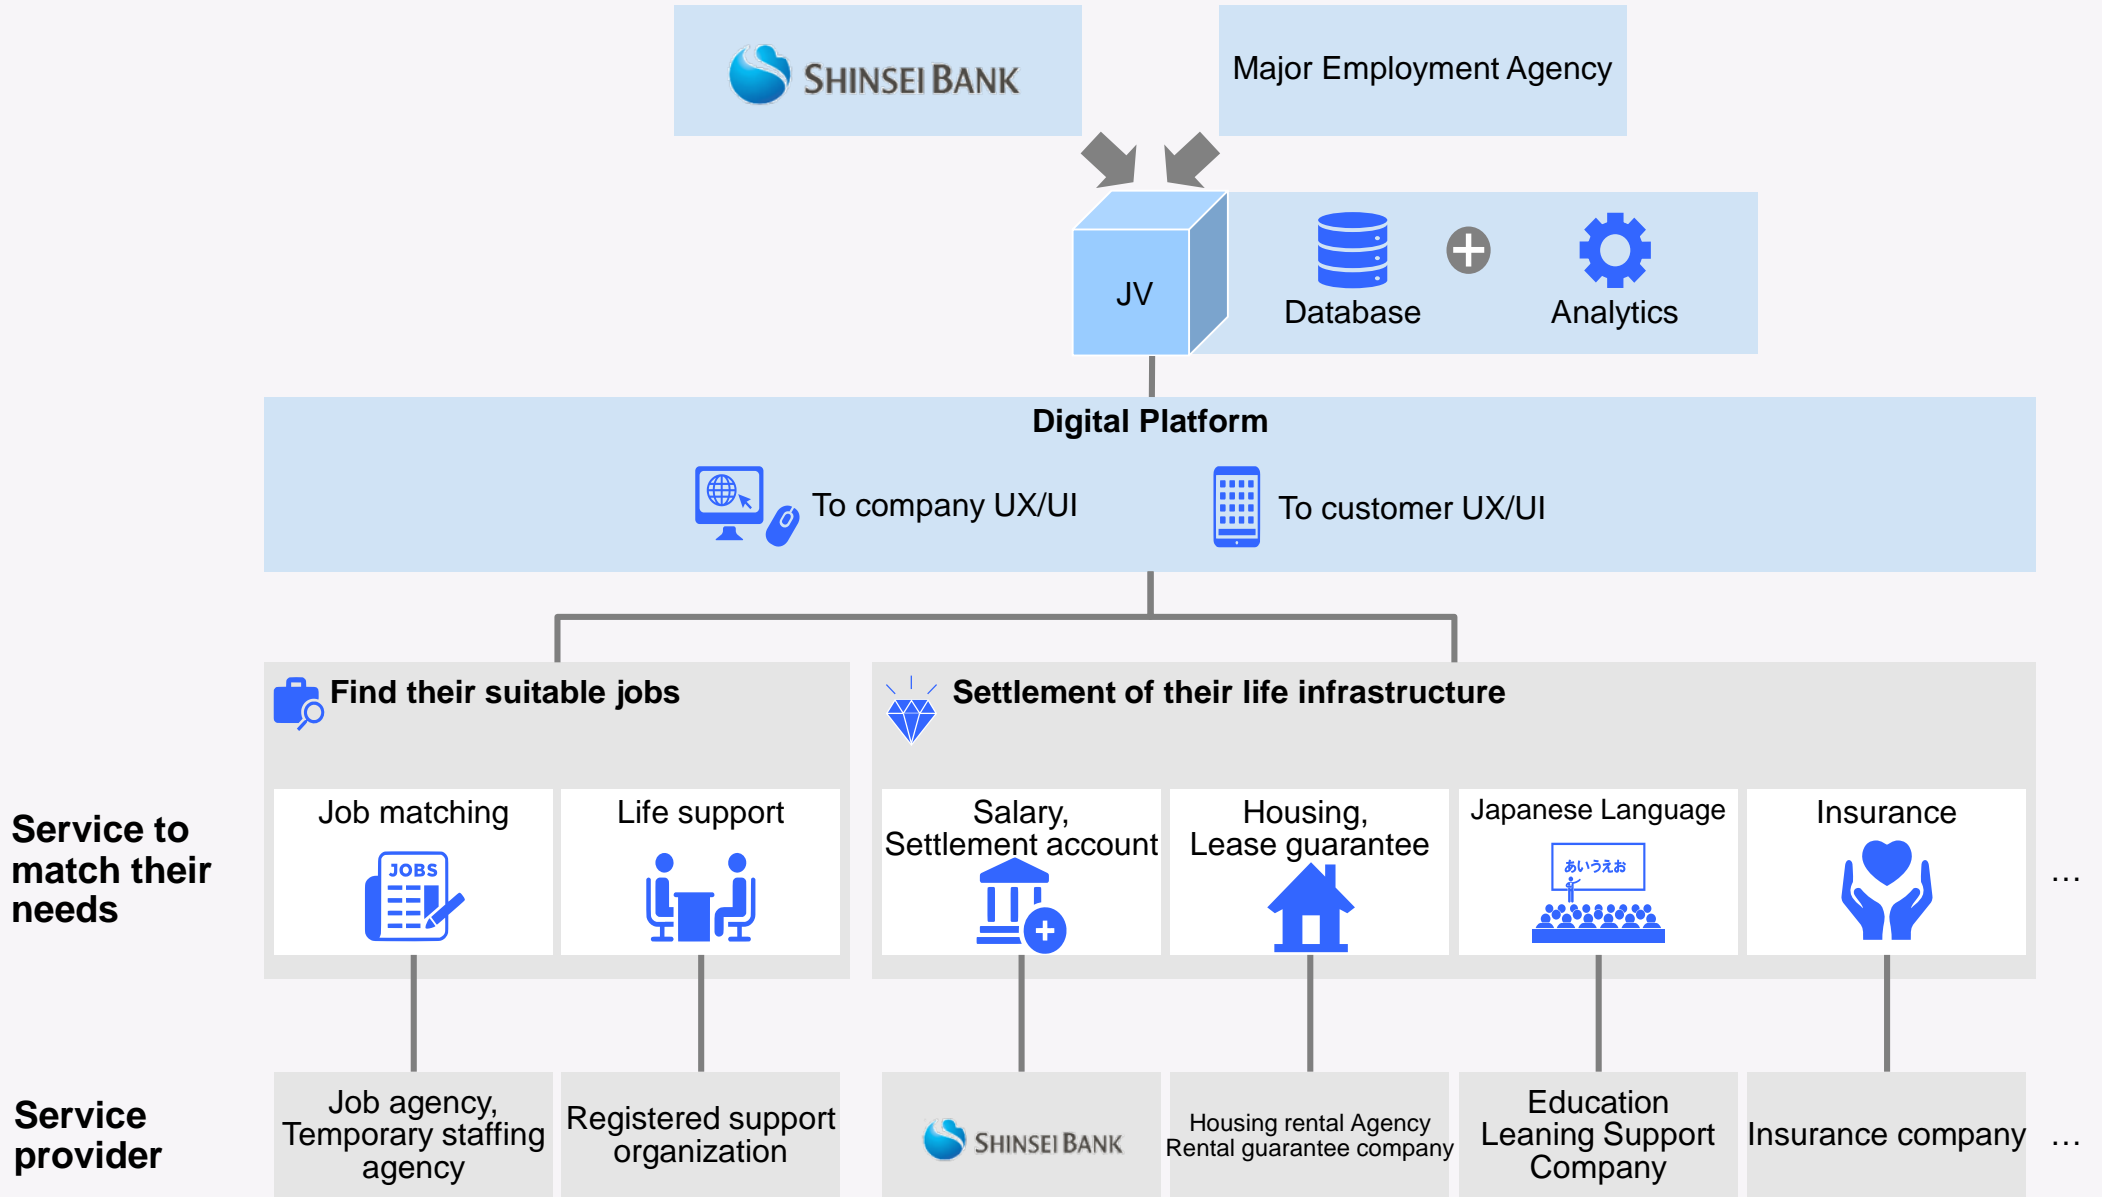 SHINSEI BANK
Major Employment Agency
JV
Database
Analytics
Digital Platform
To company UX/UI
To customer UX/UI
Find their suitable jobs
Settlement of their life infrastructure
Service to
match their
needs
Job matching
JOBS
Life support
Salary,
Settlement account
Housing,
Lease guarantee
Japanese Language
あいうえお
Insurance
…
Service
provider
Job agency,
Temporary staffing
agency
Registered support
organization
SHINSEI BANK
Housing rental Agency
Rental guarantee company
Education
Leaning Support
Company
Insurance company
…